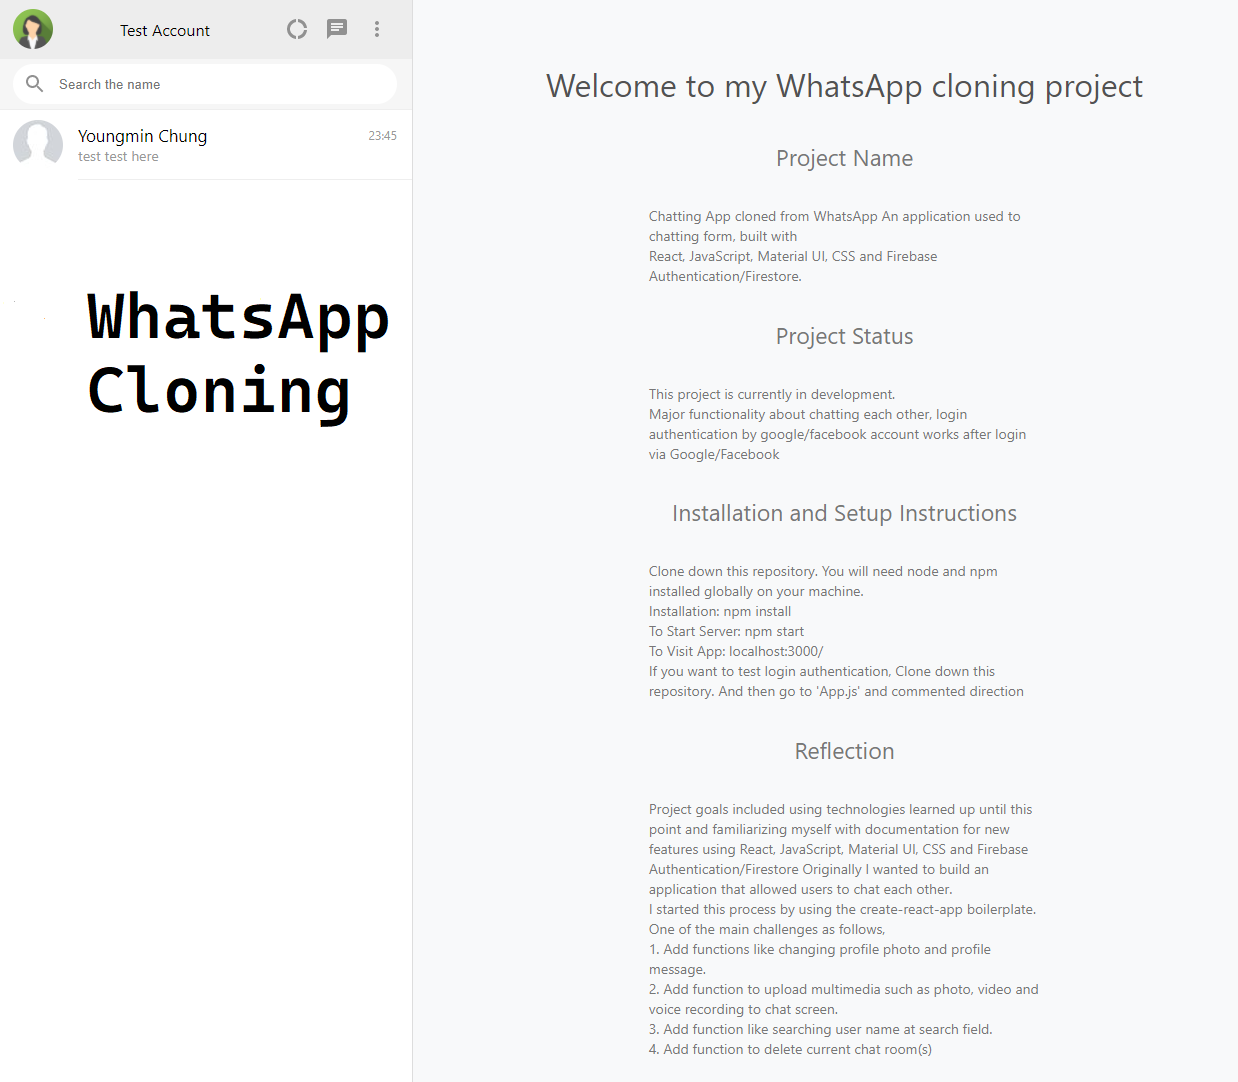 Test Account
Search the name
Youngmin Chung
23:45
test test here
WhatsApp
Cloning
Welcome to my WhatsApp cloning project
Project Name
Chatting App cloned from WhatsApp An application used to
chatting form, built with
React, JavaScript, Material UI, CSS and Firebase
Authentication/Firestore.
Project Status
This project is currently in development.
Major functionality about chatting each other, login
authentication by google/facebook account works after login
via Google/Facebook
Installation and Setup Instructions
Clone down this repository. You will need node and npm
installed globally on your machine.
Installation: npm install
To Start Server: npm start
To Visit App: localhost:3000/
If you want to test login authentication, Clone down this
repository. And then go to 'App.js' and commented direction
Reflection
Project goals included using technologies learned up until this
point and familiarizing myself with documentation for new
features using React, JavaScript, Material UI, CSS and Firebase
Authentication/Firestore Originally I wanted to build an
application that allowed users to chat each other.
I started this process by using the create-react-app boilerplate.
One of the main challenges as follows,
1. Add functions like changing profile photo and profile
message.
2. Add function to upload multimedia such as photo, video and
voice recording to chat screen.
3. Add function like searching user name at search field.
4. Add function to delete current chat room(s)